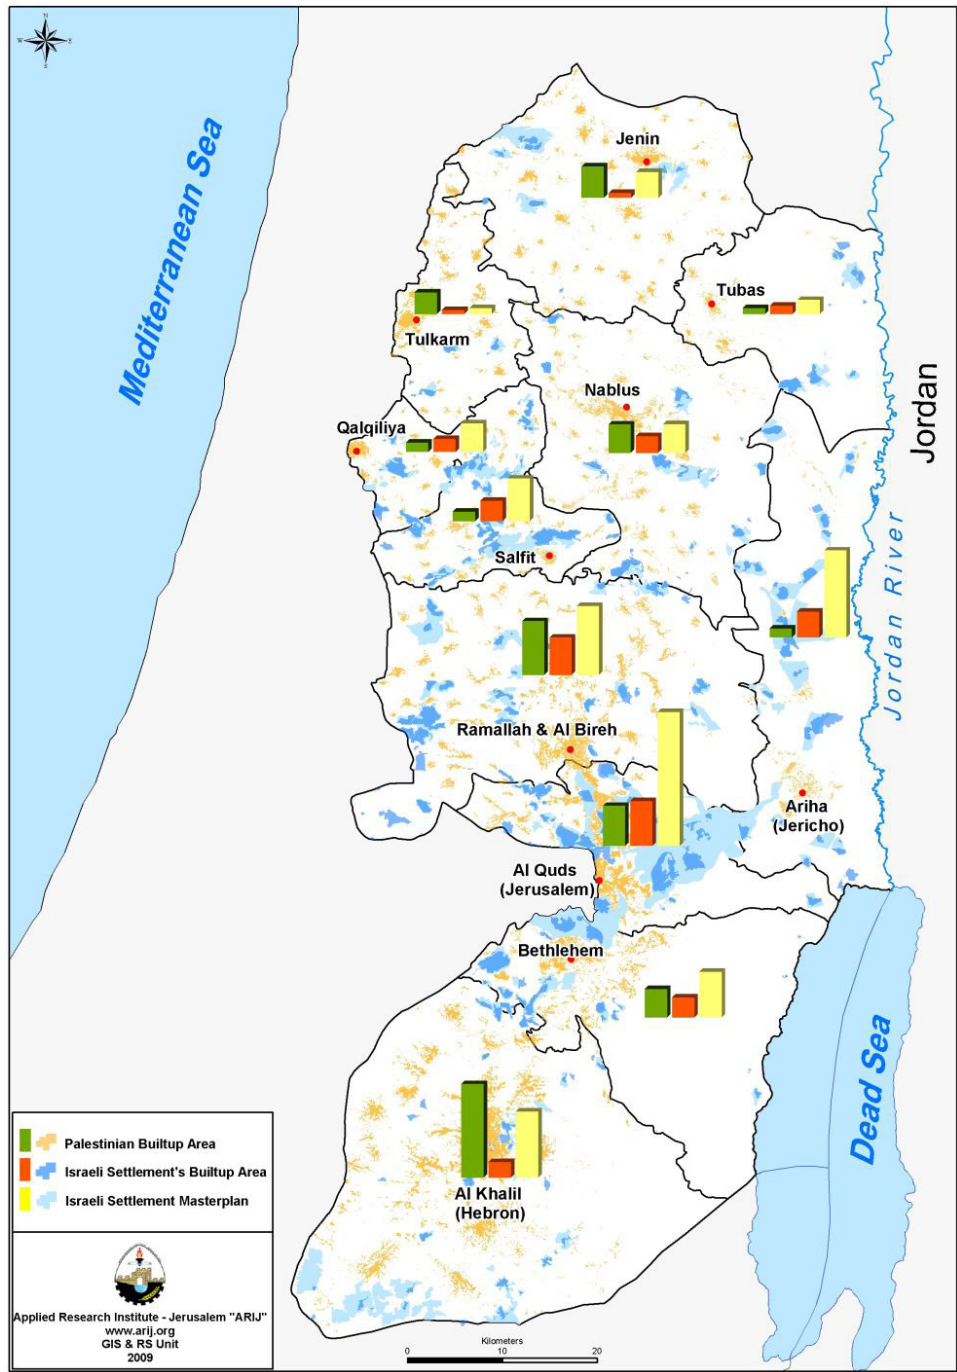 N
W
E
S
Mediterranean Sea
Jenin
Tubas
Tulkarm
Nablus
Qalqiliya
Salfit
Jordan
Jordan River
Ramallah & Al Bireh
Ariha
(Jericho)
Al Quds
(Jerusalem)
Bethlehem
Dead Sea
Al Khalil
(Hebron)
Palestinian Builtup Area
Israeli Settlement's Builtup Area
Israeli Settlement Masterplan
Applied Research Institute - Jerusalem "ARIJ"
www.arij.org
GIS & RS Unit
2009
Kilometers
0 10 20